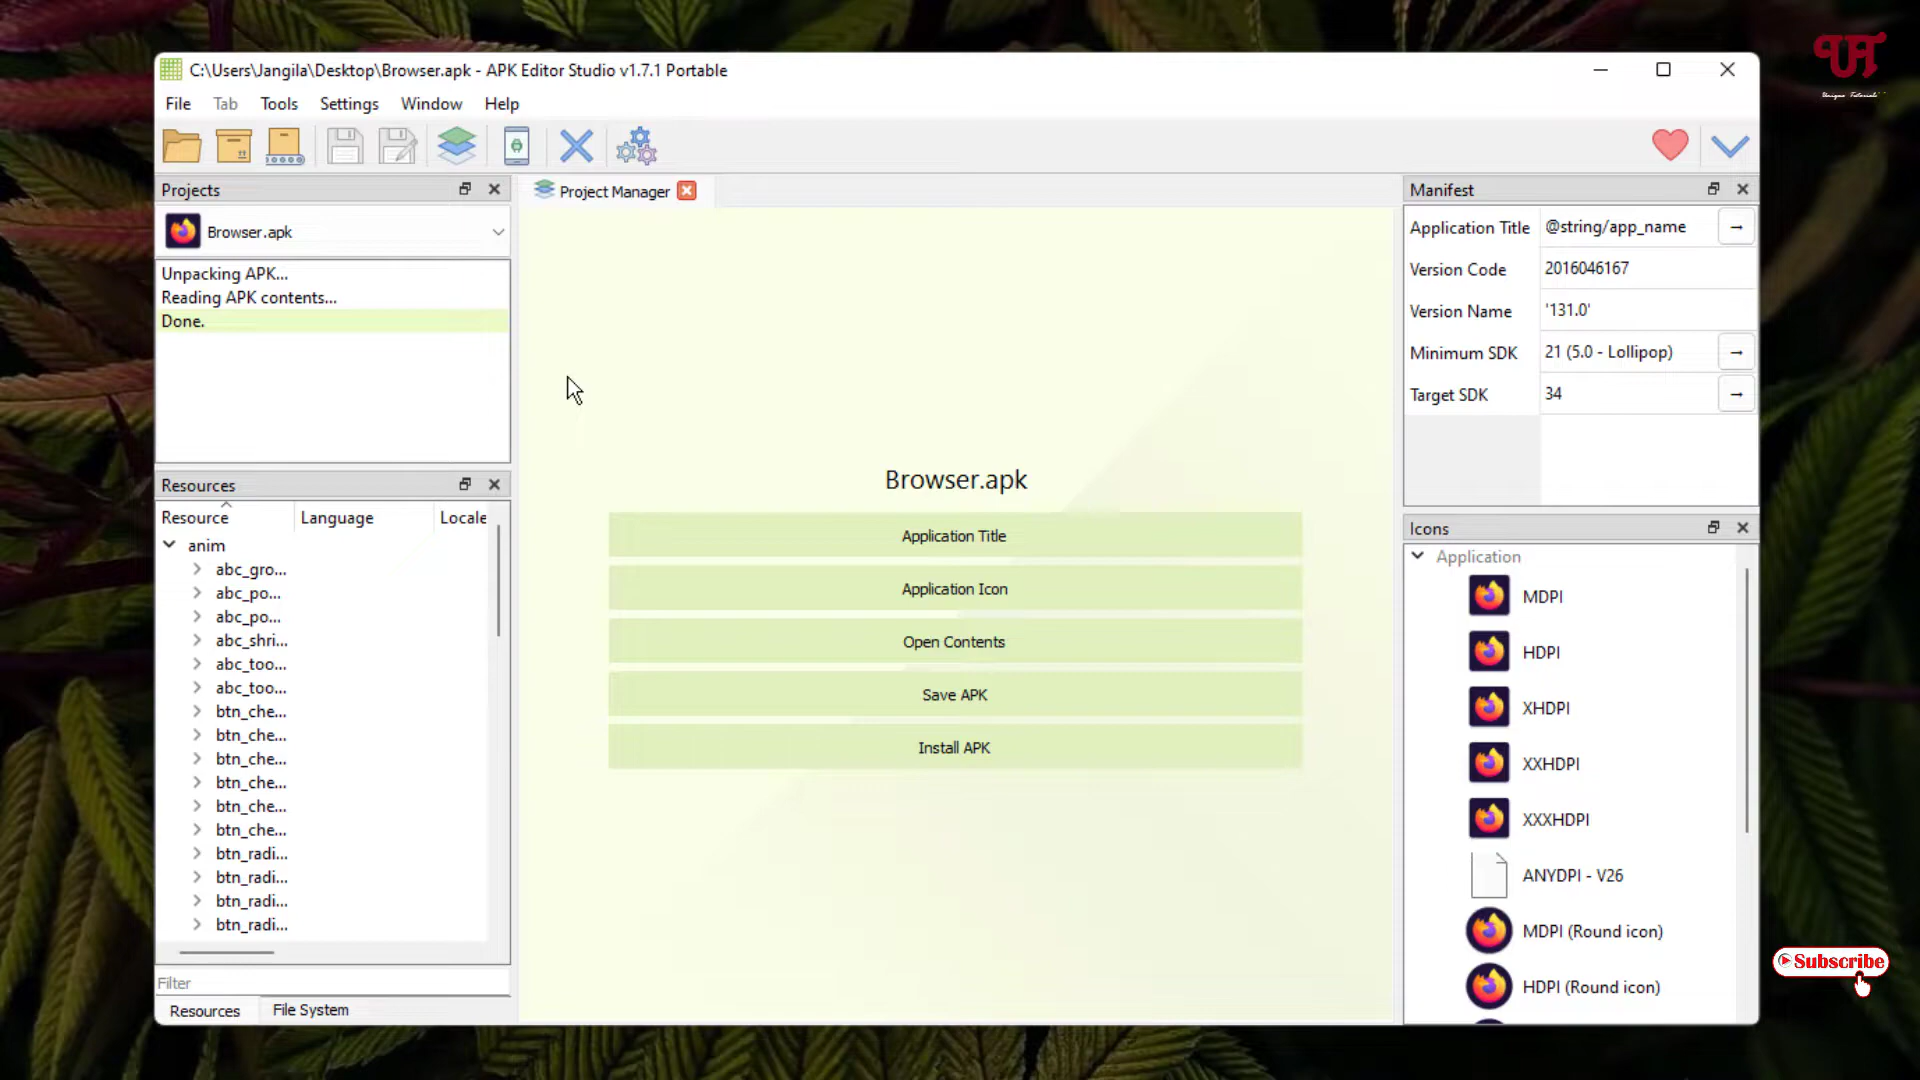 C:\Users\Jangila\Desktop\Browser.apk - APK Editor Studio v1.7.1 Portable
File Tab Tools Settings Window Help
Projects
Browser.apk
Unpacking APK...
Reading APK contents...
Done.
Resources
Resource Language Locale
anim
abc_gro...
abc_po...
abc_po...
abc_shri...
abc_too...
abc_too...
btn_che...
btn_che...
btn_che...
btn_che...
btn_che...
btn_che...
btn_radi...
btn_radi...
btn_radi...
btn_radi...
Filter
Resources File System
Project Manager
Browser.apk
Application Title
Application Icon
Open Contents
Save APK
Install APK
Manifest
Application Title @string/app_name
Version Code 2016046167
Version Name '131.0'
Minimum SDK 21 (5.0 - Lollipop)
Target SDK 34
Icons
Application
MDPI
HDPI
XHDPI
XXHDPI
XXXHDPI
ANYDPI - V26
MDPI (Round icon)
HDPI (Round icon)
UT
Unique Tutorials
Subscribe